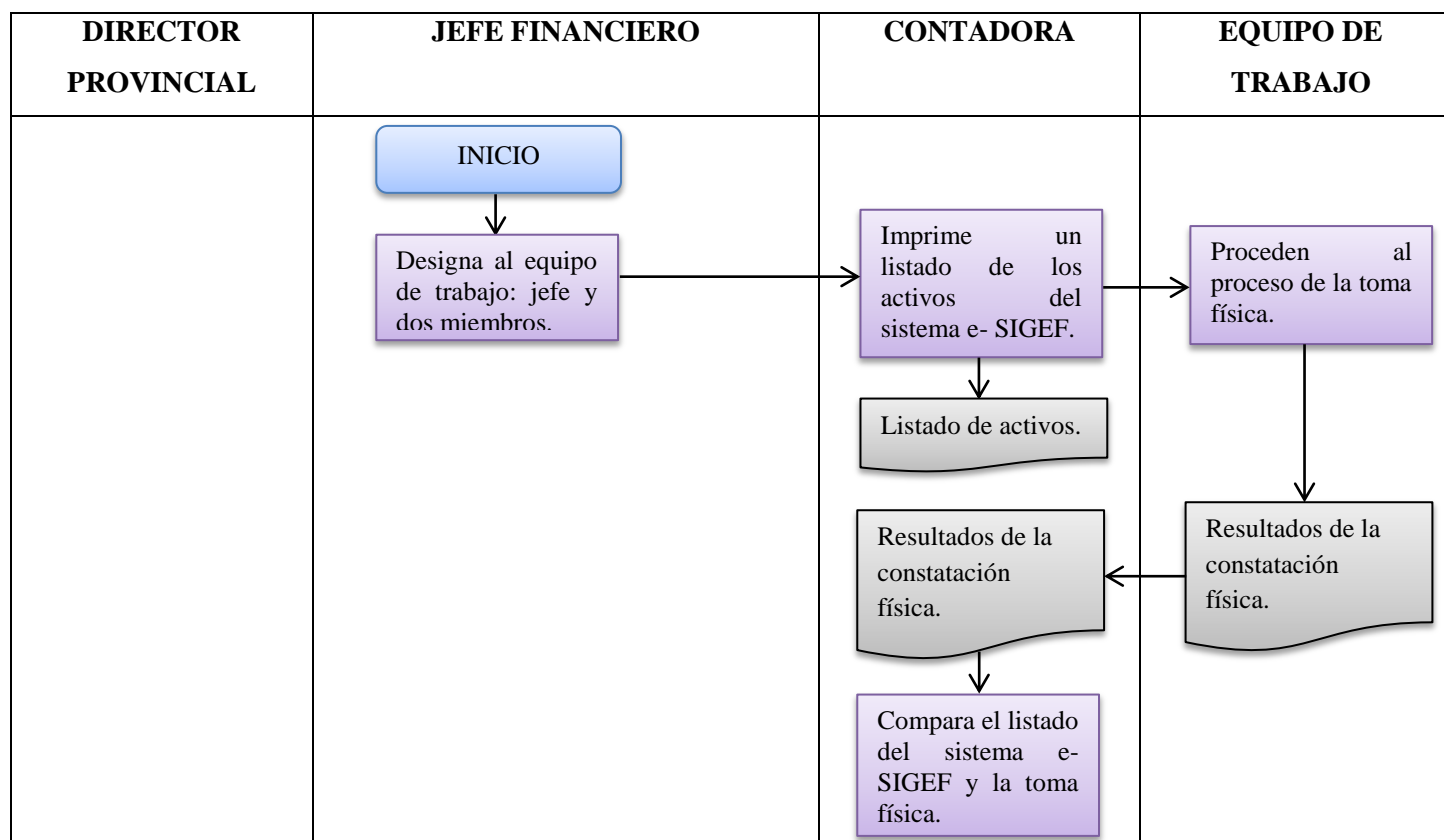 DIRECTOR
PROVINCIAL
JEFE FINANCIERO
CONTADORA
EQUIPO DE
TRABAJO
INICIO
Designa al equipo
de trabajo: jefe y
dos miembros.
Imprime un
listado de los
activos del
sistema e- SIGEF.
Proceden al
proceso de la toma
física.
Listado de activos.
Resultados de la
constatación
física.
Resultados de la
constatación
física.
Compara el listado
del sistema e-
SIGEF y la toma
física.